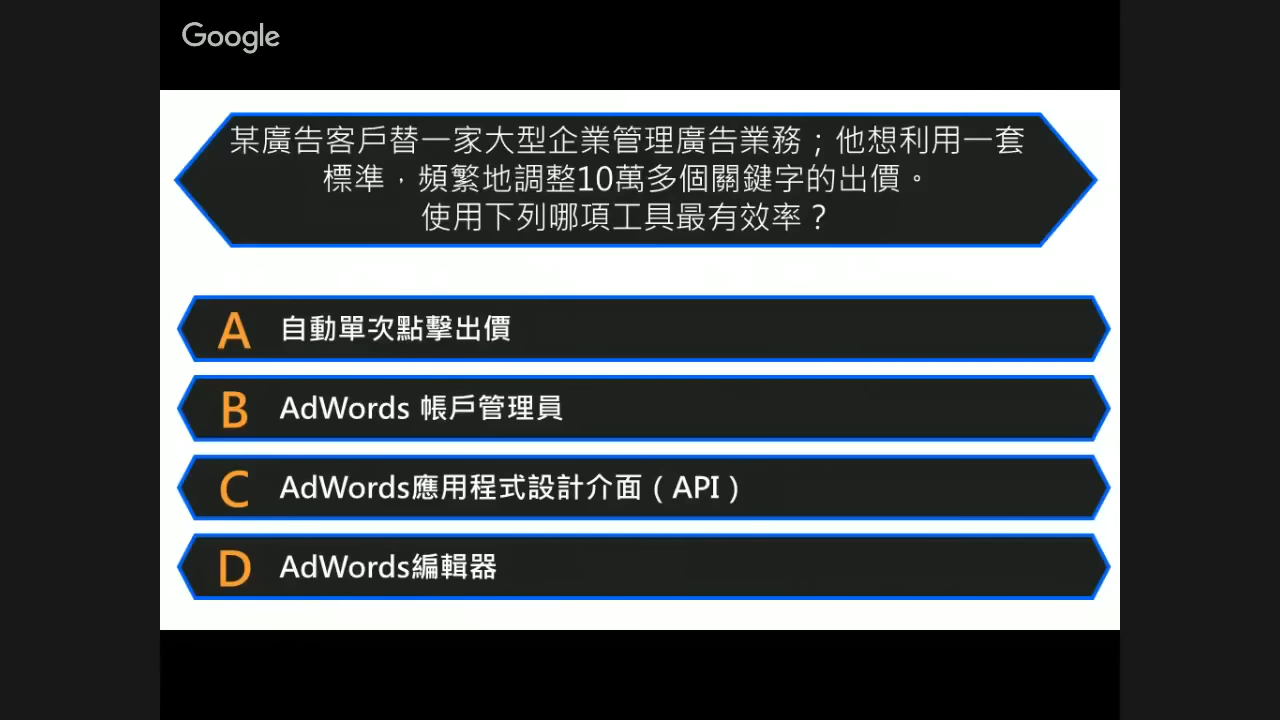 Google
某廣告客戶替一家大型企業管理廣告業務；他想利用一套
標準，頻繁地調整10萬多個關鍵字的出價。
使用下列哪項工具最有效率？
A 自動單次點擊出價
B AdWords 帳戶管理員
C AdWords應用程式設計介面（API）
D AdWords編輯器